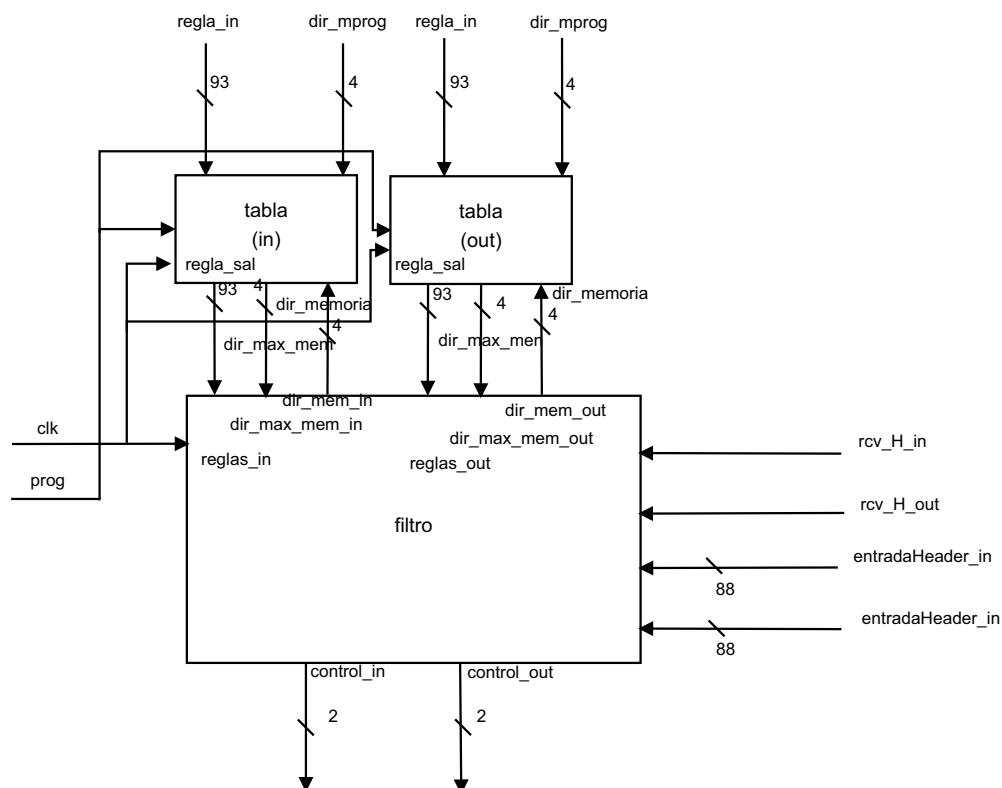 regla_in
dir_mprog
regla_in
dir_mprog
93
4
93
4
tabla
(in)
regla_sal
tabla
(out)
regla_sal
93
4
dir_memoria
4
dir_max_mem
93
4
dir_memoria
4
dir_max_men
dir_mem_in
dir_max_mem_in
reglas_in
dir_mem_out
dir_max_mem_out
reglas_out
clk
prog
filtro
rcv_H_in
rcv_H_out
entradaHeader_in
88
entradaHeader_in
88
control_in
2
control_out
2